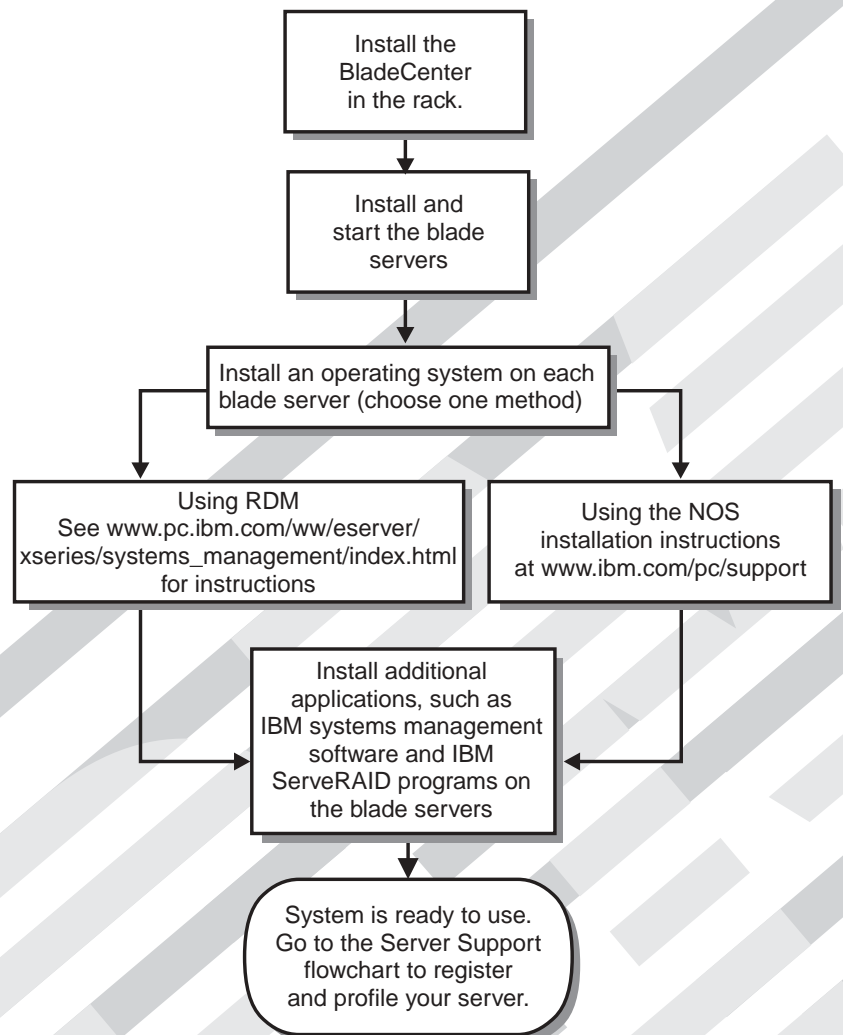 Install the
BladeCenter
in the rack.
Install and
start the blade
servers
Install an operating system on each
blade server (choose one method)
Using RDM
See www.pc.ibm.com/ww/eserver/
xseries/systems_management/index.html
for instructions
Using the NOS
installation instructions
at www.ibm.com/pc/support
Install additional
applications, such as
IBM systems management
software and IBM
ServeRAID programs on
the blade servers
System is ready to use.
Go to the Server Support
flowchart to register
and profile your server.